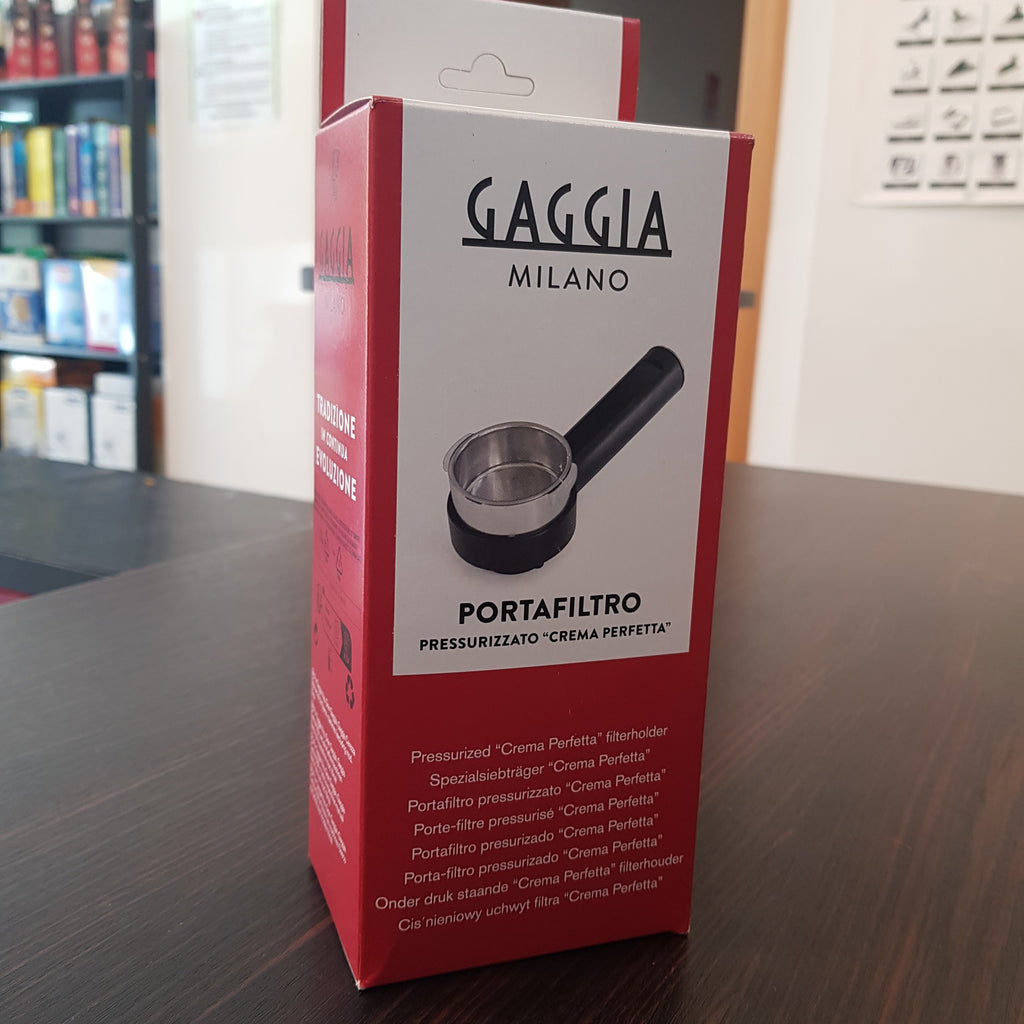 GAGGIA
MILANO
PORTAFILTRO
PRESSURIZZATO “CREMA PERFETTA”
Pressurized “Crema Perfetta” filterholder
Spezialsiebträger “Crema Perfetta”
Portafiltro pressurizzato “Crema Perfetta”
Porte-filtre pressurisé “Crema Perfetta”
Portafiltro presurizado “Crema Perfetta”
Porta-filtro pressurizado “Crema Perfetta”
Onder druk staande “Crema Perfetta” filterhouder
Cis´nieniowy uchwyt filtra “Crema Perfetta”
GAGGIA
MILANO
TRADIZIONE
IN CONTINUA
EVOLUZIONE